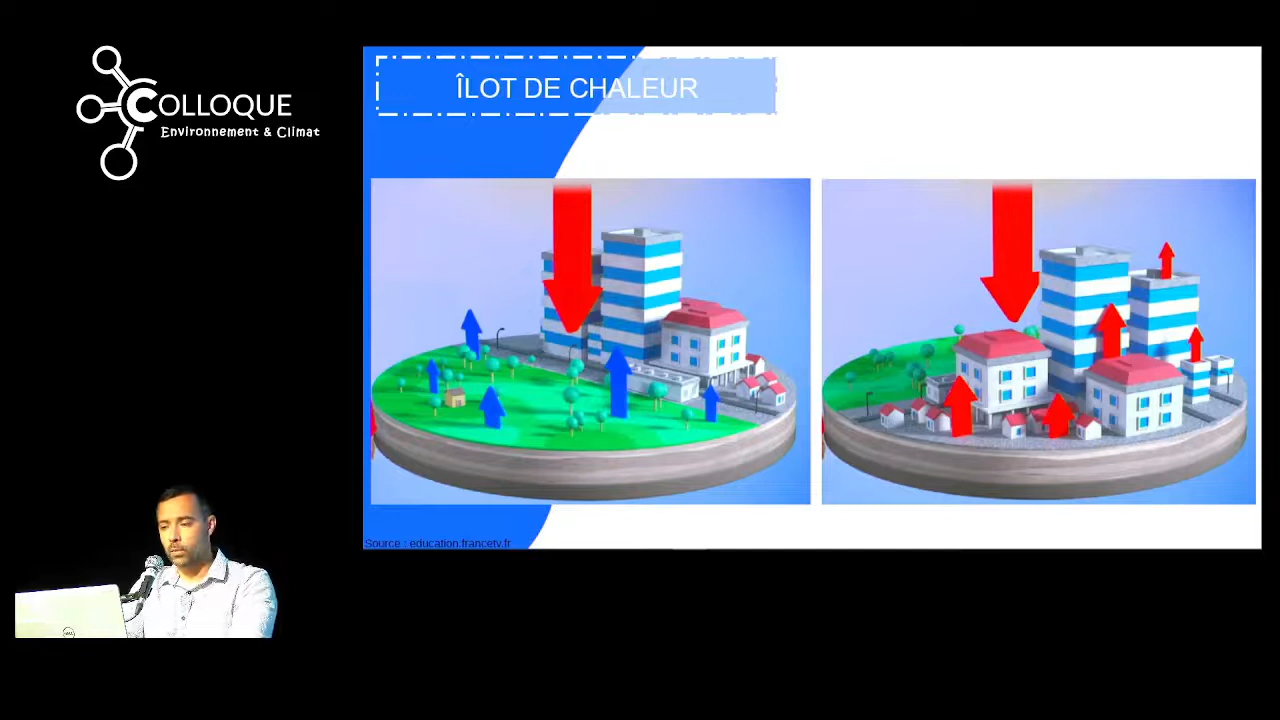 COLLOQUE
Environnement & Climat
ÎLOT DE CHALEUR
Source : education.francetv.fr